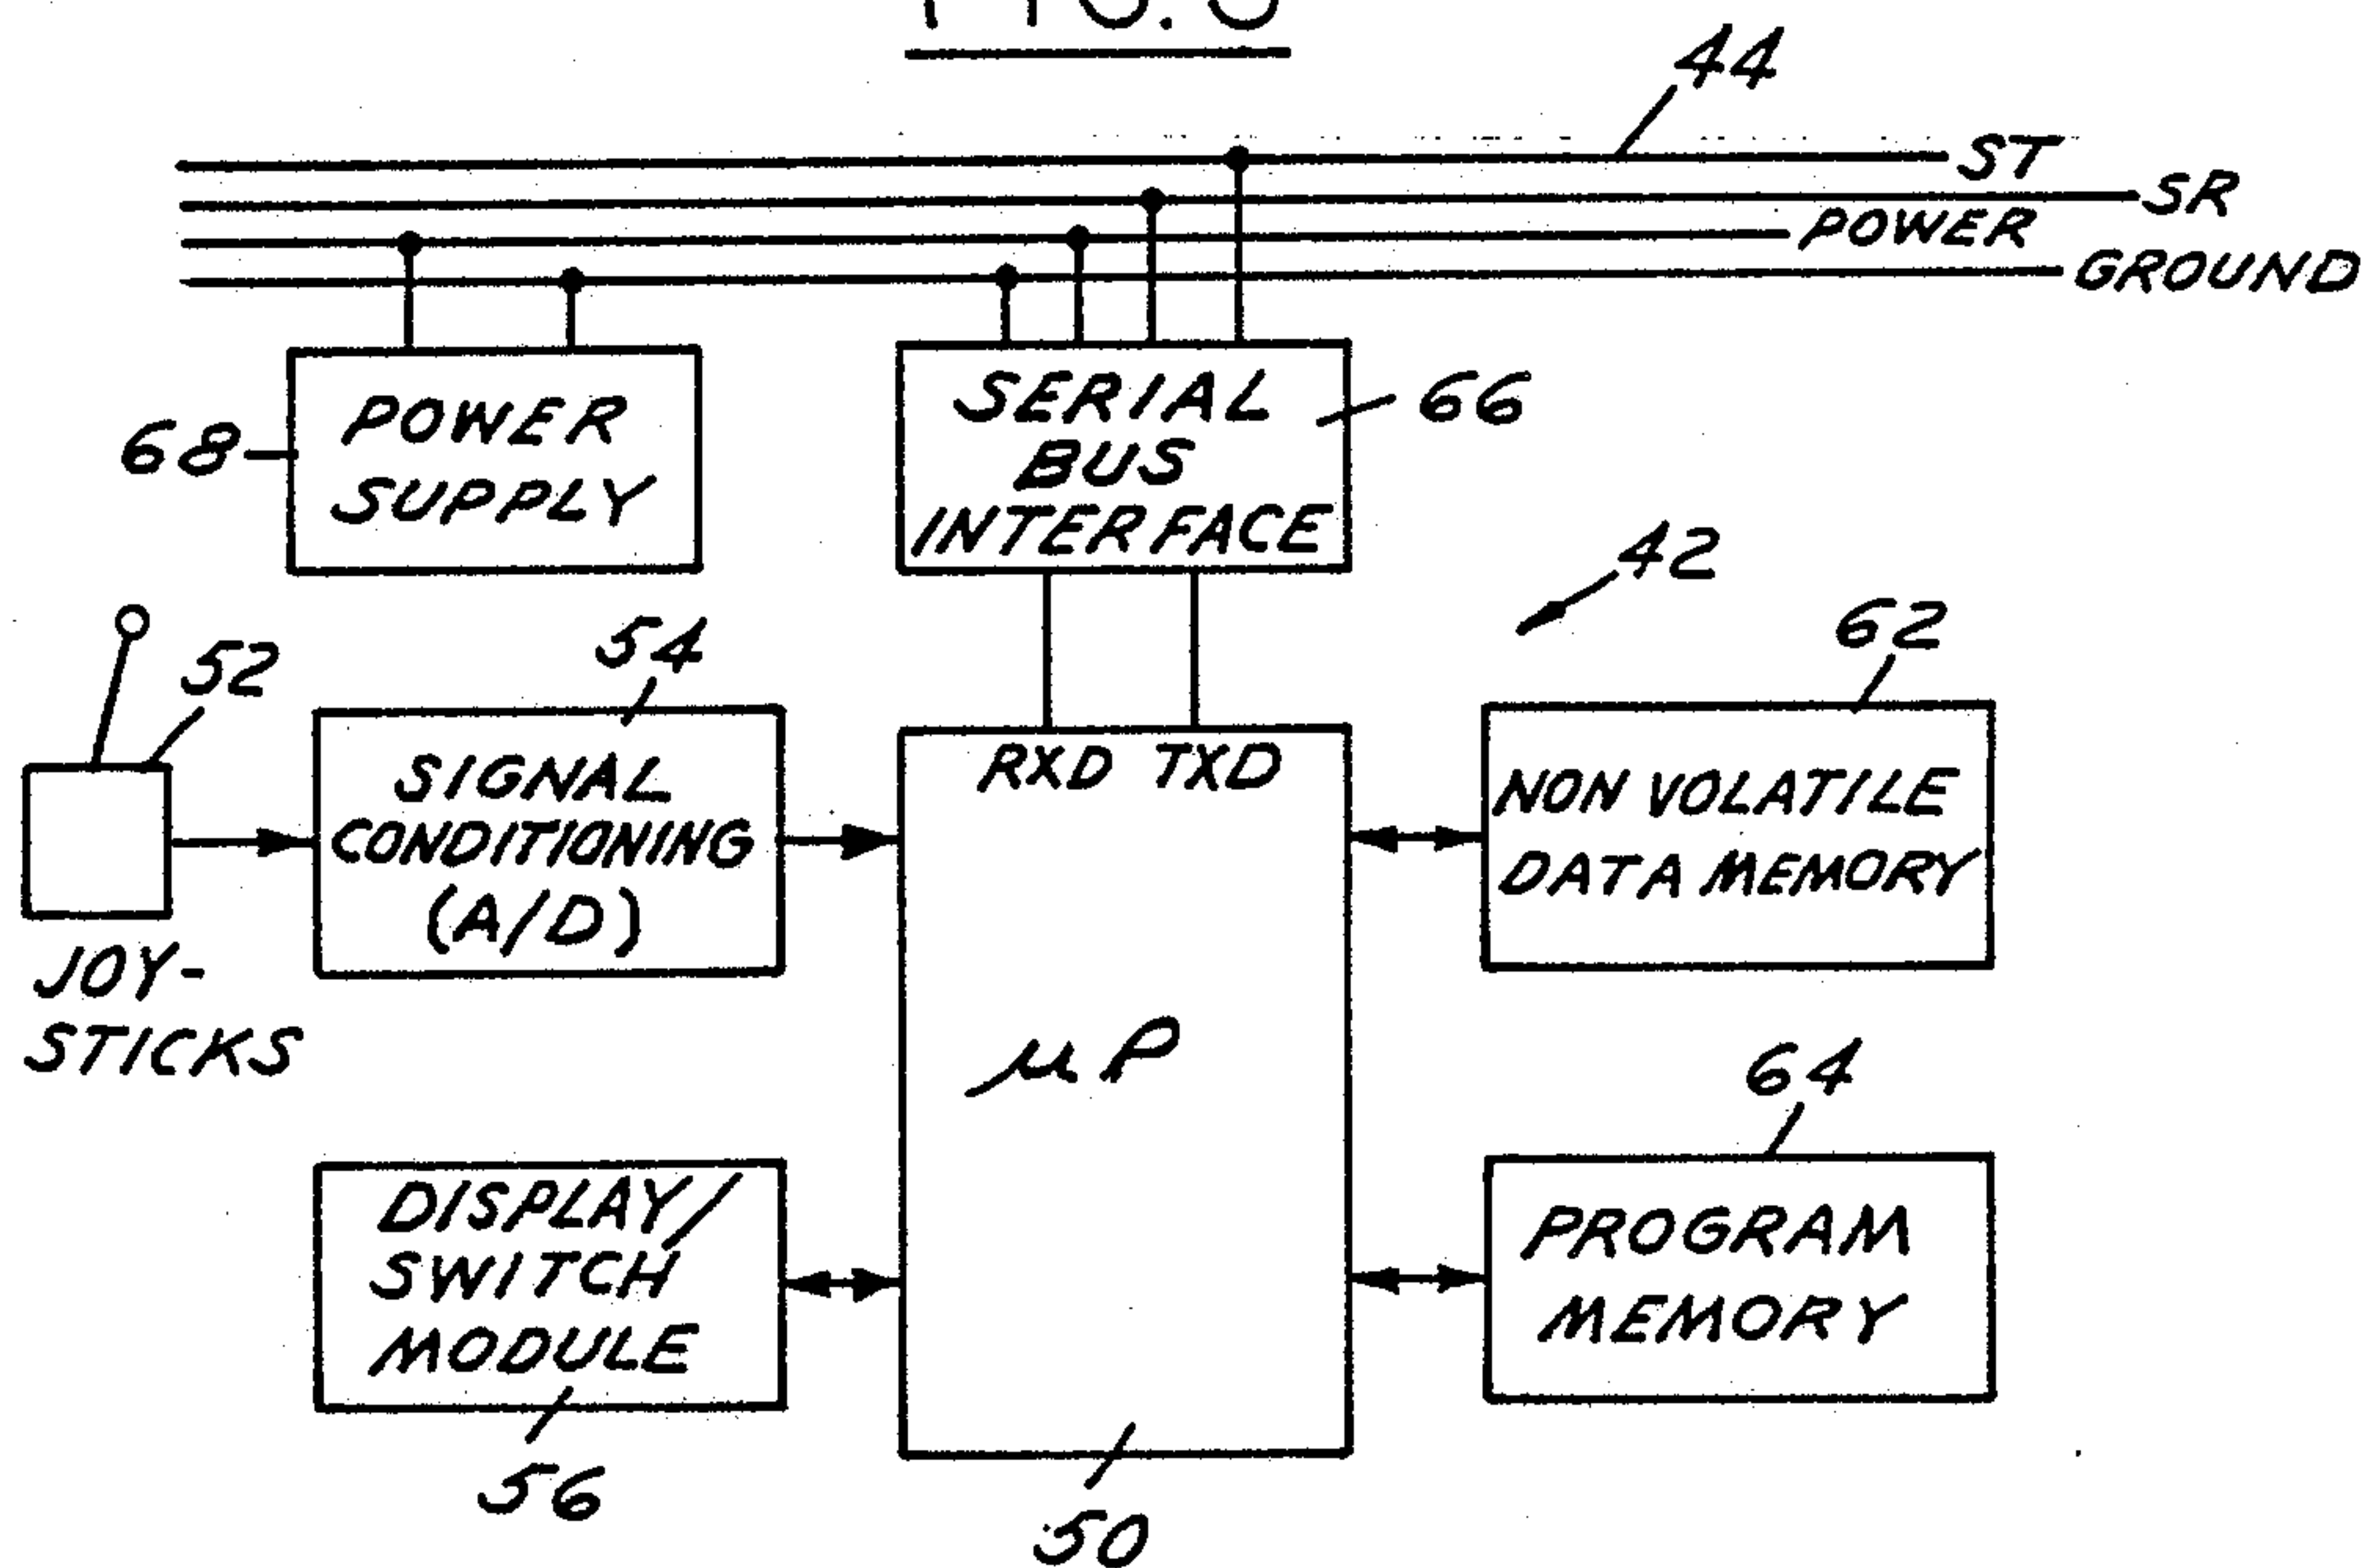 44
ST
SR
POWER
GROUND
68
POWER
SUPPLY
SERIAL
BUS
INTERFACE
66
42
52
54
62
JOY-
STICKS
SIGNAL
CONDITIONING
(A/D)
RXD TXD
μP
NON VOLATILE
DATA MEMORY
64
DISPLAY/
SWITCH
MODULE
PROGRAM
MEMORY
56
50